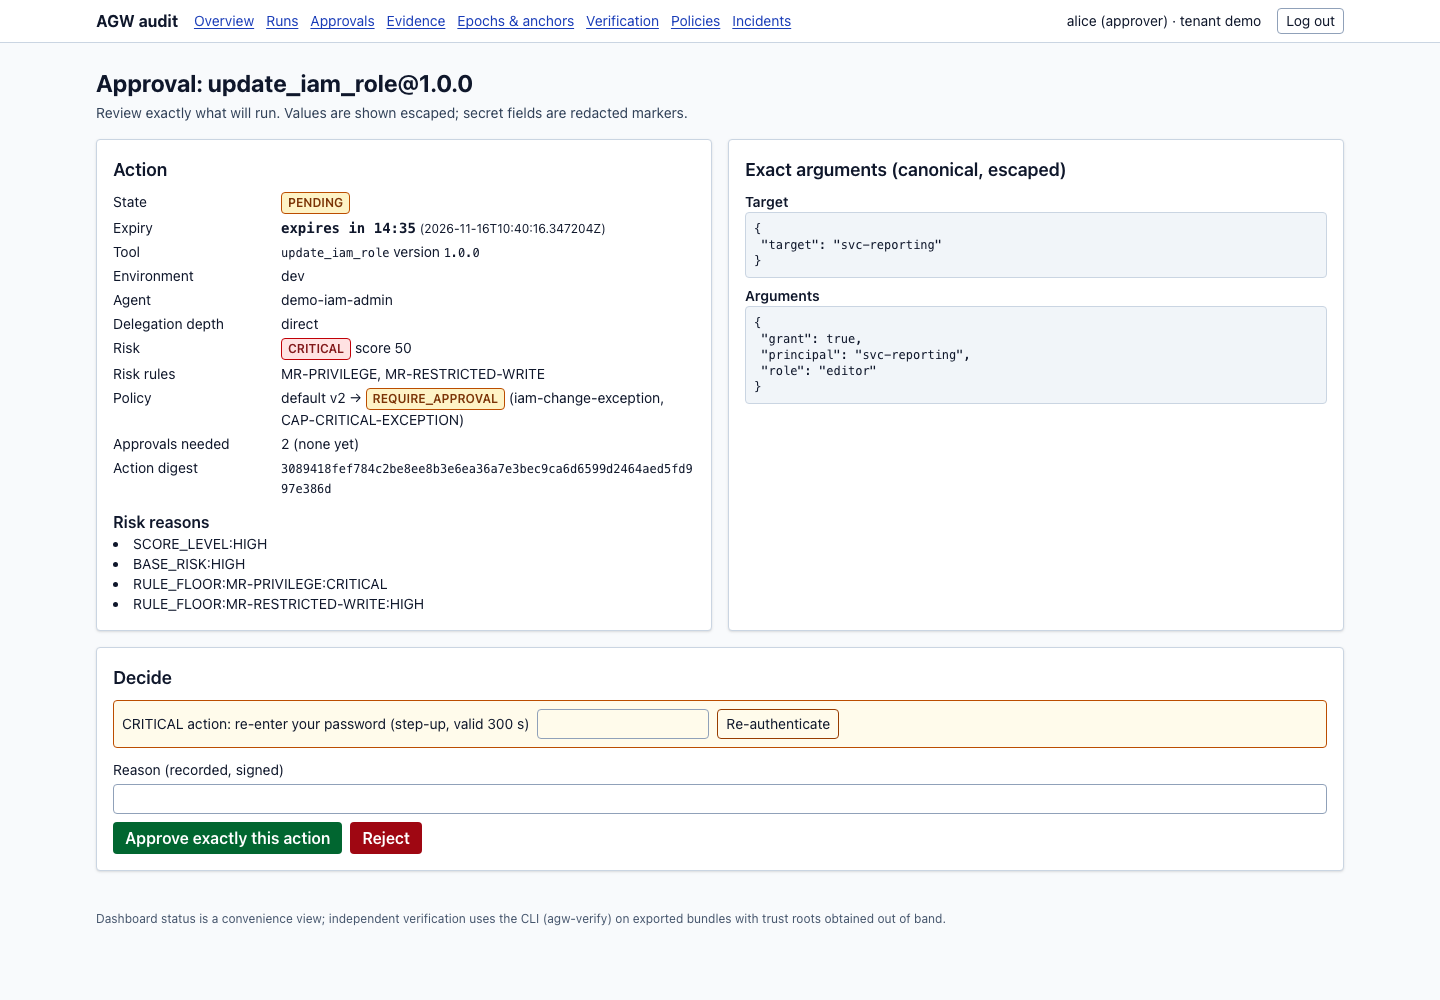 AGW audit Overview Runs Approvals Evidence Epochs & anchors Verification Policies Incidents alice (approver) · tenant demo Log out
Approval: update_iam_role@1.0.0
Review exactly what will run. Values are shown escaped; secret fields are redacted markers.
Action
State PENDING
Expiry expires in 14:35 (2026-11-16T10:40:16.347204Z)
Tool update_iam_role version 1.0.0
Environment dev
Agent demo-iam-admin
Delegation depth direct
Risk CRITICAL score 50
Risk rules MR-PRIVILEGE, MR-RESTRICTED-WRITE
Policy default v2 → REQUIRE_APPROVAL (iam-change-exception,
CAP-CRITICAL-EXCEPTION)
Approvals needed 2 (none yet)
Action digest 3089418fef784c2be8ee8b3e6ea36a7e3bec9ca6d6599d2464aed5fd9
97e386d
Risk reasons
• SCORE_LEVEL:HIGH
• BASE_RISK:HIGH
• RULE_FLOOR:MR-PRIVILEGE:CRITICAL
• RULE_FLOOR:MR-RESTRICTED-WRITE:HIGH
Exact arguments (canonical, escaped)
Target
{
"target": "svc-reporting"
}
Arguments
{
"grant": true,
"principal": "svc-reporting",
"role": "editor"
}
Decide
CRITICAL action: re-enter your password (step-up, valid 300 s) Re-authenticate
Reason (recorded, signed)
Approve exactly this action Reject
Dashboard status is a convenience view; independent verification uses the CLI (agw-verify) on exported bundles with trust roots obtained out of band.